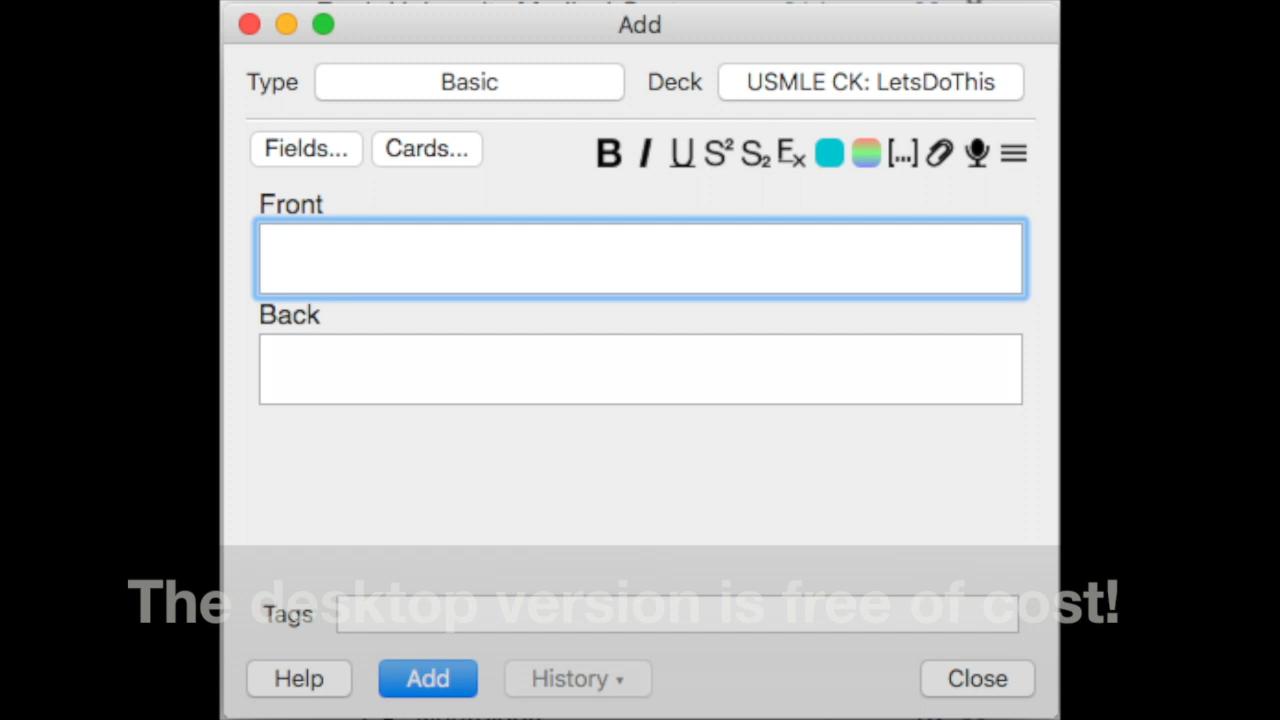 Add
Type Basic Deck USMLE CK: LetsDoThis
Fields... Cards... B I U S² S₂ Ex [...]
Front
Back
The desktop version is free of cost!
Tags
Help Add History Close